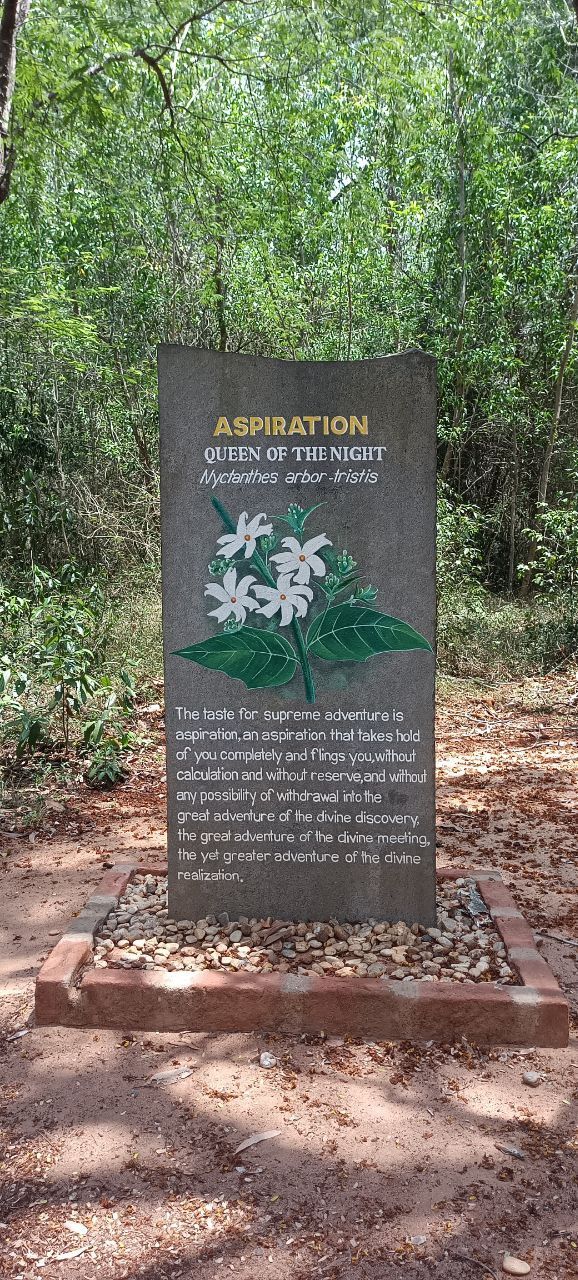 ASPIRATION
QUEEN OF THE NIGHT
Nyctanthes arbor-tristis
The taste for supreme adventure is
aspiration, an aspiration that takes hold
of you completely and flings you, without
calculation and without reserve, and without
any possibility of withdrawal into the
great adventure of the divine discovery,
the great adventure of the divine meeting,
the yet greater adventure of the divine
realization.